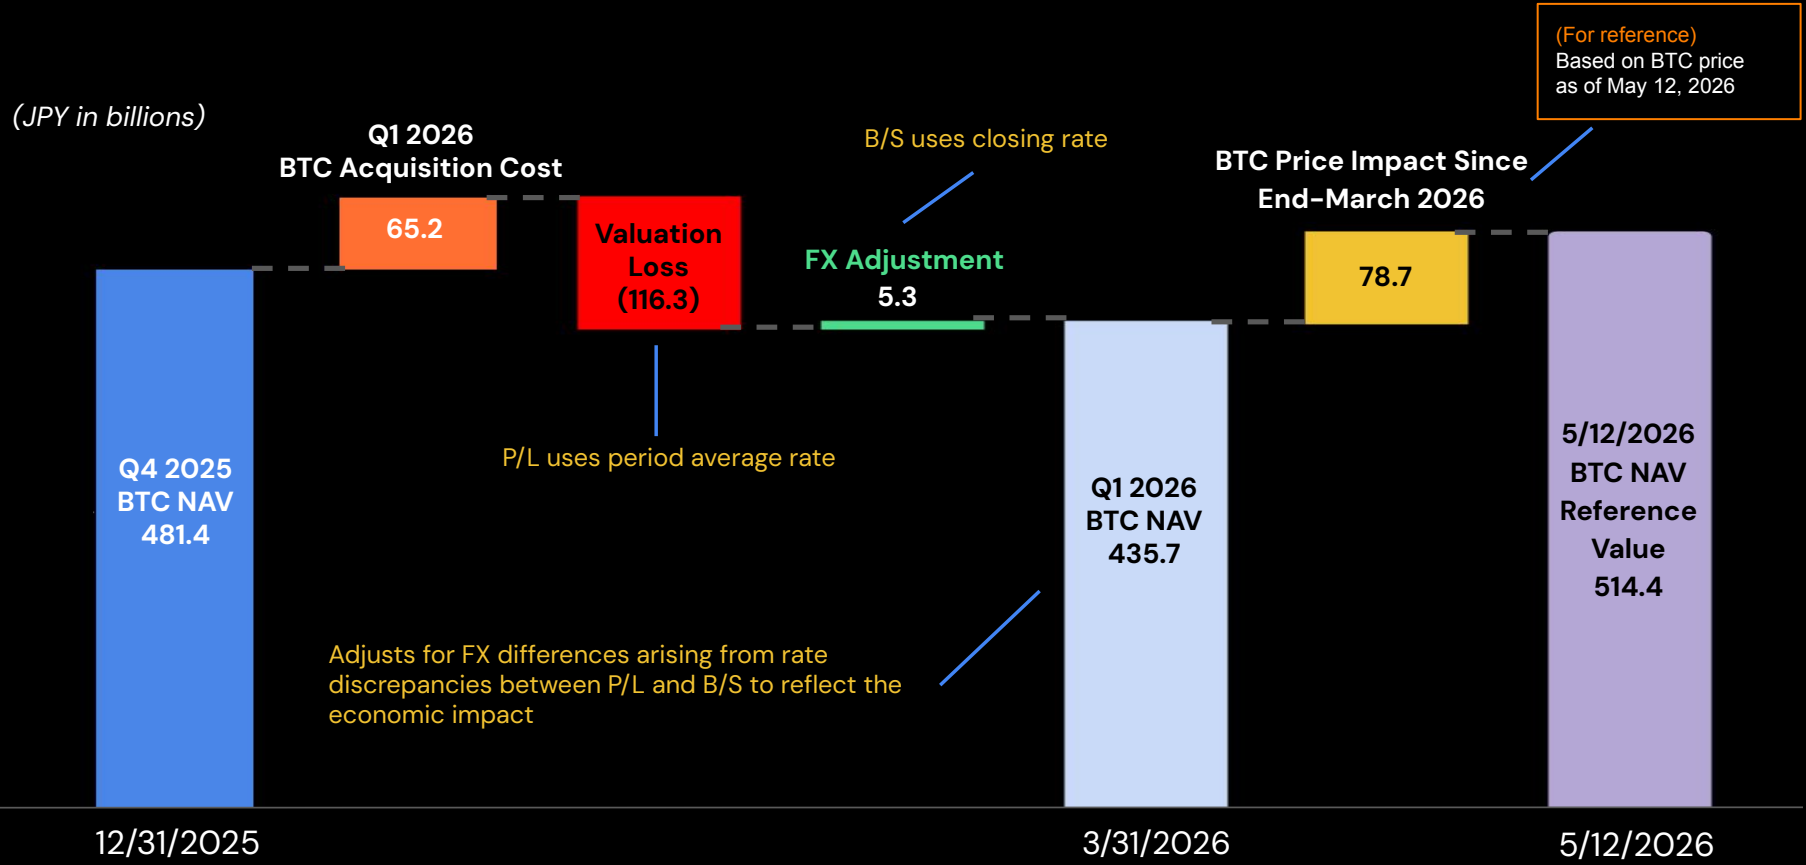 (For reference)
Based on BTC price
as of May 12, 2026
(JPY in billions)
Q1 2026
BTC Acquisition Cost
65.2
Valuation
Loss
(116.3)
B/S uses closing rate
FX Adjustment
5.3
BTC Price Impact Since
End-March 2026
78.7
P/L uses period average rate
Q4 2025
BTC NAV
481.4
Q1 2026
BTC NAV
435.7
5/12/2026
BTC NAV
Reference
Value
514.4
Adjusts for FX differences arising from rate
discrepancies between P/L and B/S to reflect the
economic impact
12/31/2025
3/31/2026
5/12/2026